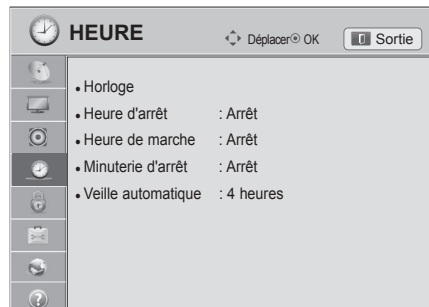 HEURE
Déplacer OK Sortie
• Horloge
• Heure d'arrêt : Arrêt
• Heure de marche : Arrêt
• Minuterie d'arrêt : Arrêt
• Veille automatique : 4 heures